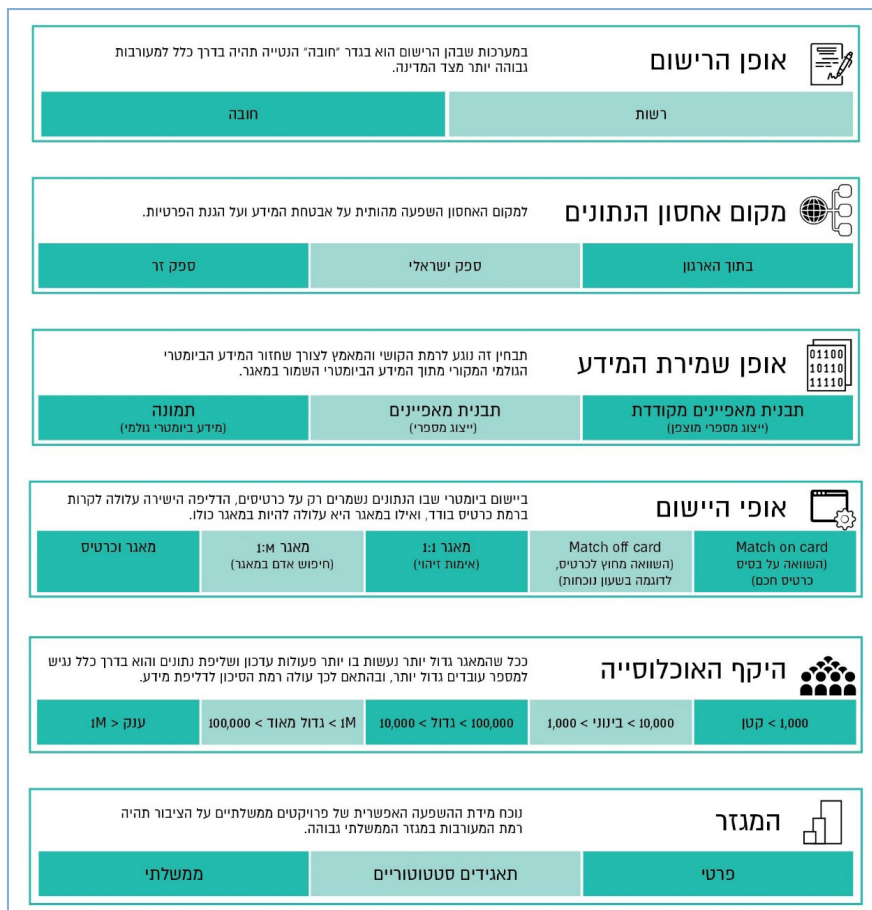 אופן הרישום
במערכות שבהן הרישום הוא בגדר "חובה" הנטייה תהיה בדרך כלל למעורבות
גבוהה יותר מצד המדינה.
רשות
חובה
מקום אחסון הנתונים
למקום האחסון השפעה מהותית על אבטחת המידע ועל הגנת הפרטיות.
בתוך הארגון
ספק ישראלי
ספק זר
01100
10110
11110
אופן שמירת המידע
תבחין זה נוגע לרמת הקושי והמאמץ לצורך שחזור המידע הביומטרי
הגולמי המקורי מתוך המידע הביומטרי השמור במאגר.
תבנית מאפיינים מקודדת
(ייצוג מספרי מוצפן)
תבנית מאפיינים
(ייצוג מספרי)
תמונה
(מידע ביומטרי גולמי)
אופי היישום
ביישום ביומטרי שבו הנתונים נשמרים רק על כרטיסים, הדליפה הישירה עלולה לקרות
ברמת כרטיס בודד, ואילו במאגר היא עלולה להיות במאגר כולו.
Match on card
(השוואה על בסיס
כרטיס חכם)
Match off card
(השוואה מחוץ לכרטיס,
לדוגמה בשעון נוכחות)
מאגר 1:1
(אימות זיהוי)
מאגר 1:M
(חיפוש אדם במאגר)
מאגר וכרטיס
היקף האוכלוסייה
ככל שהמאגר גדול יותר נעשות בו יותר פעולות עדכון ושליפת נתונים והוא בדרך כלל נגיש
למספר עובדים גדול יותר, ובהתאם לכך עולה רמת הסיכון לדליפת מידע.
1,000 > קטן
10,000 > בינוני > 1,000
100,000 > גדול > 10,000
1M > גדול מאוד > 100,000
ענק > 1M
המגזר
נוכח מידת ההשפעה האפשרית של פרויקטים ממשלתיים על הציבור תהיה
רמת המעורבות במגזר הממשלתי גבוהה.
פרטי
תאגידים סטטוטוריים
ממשלתי